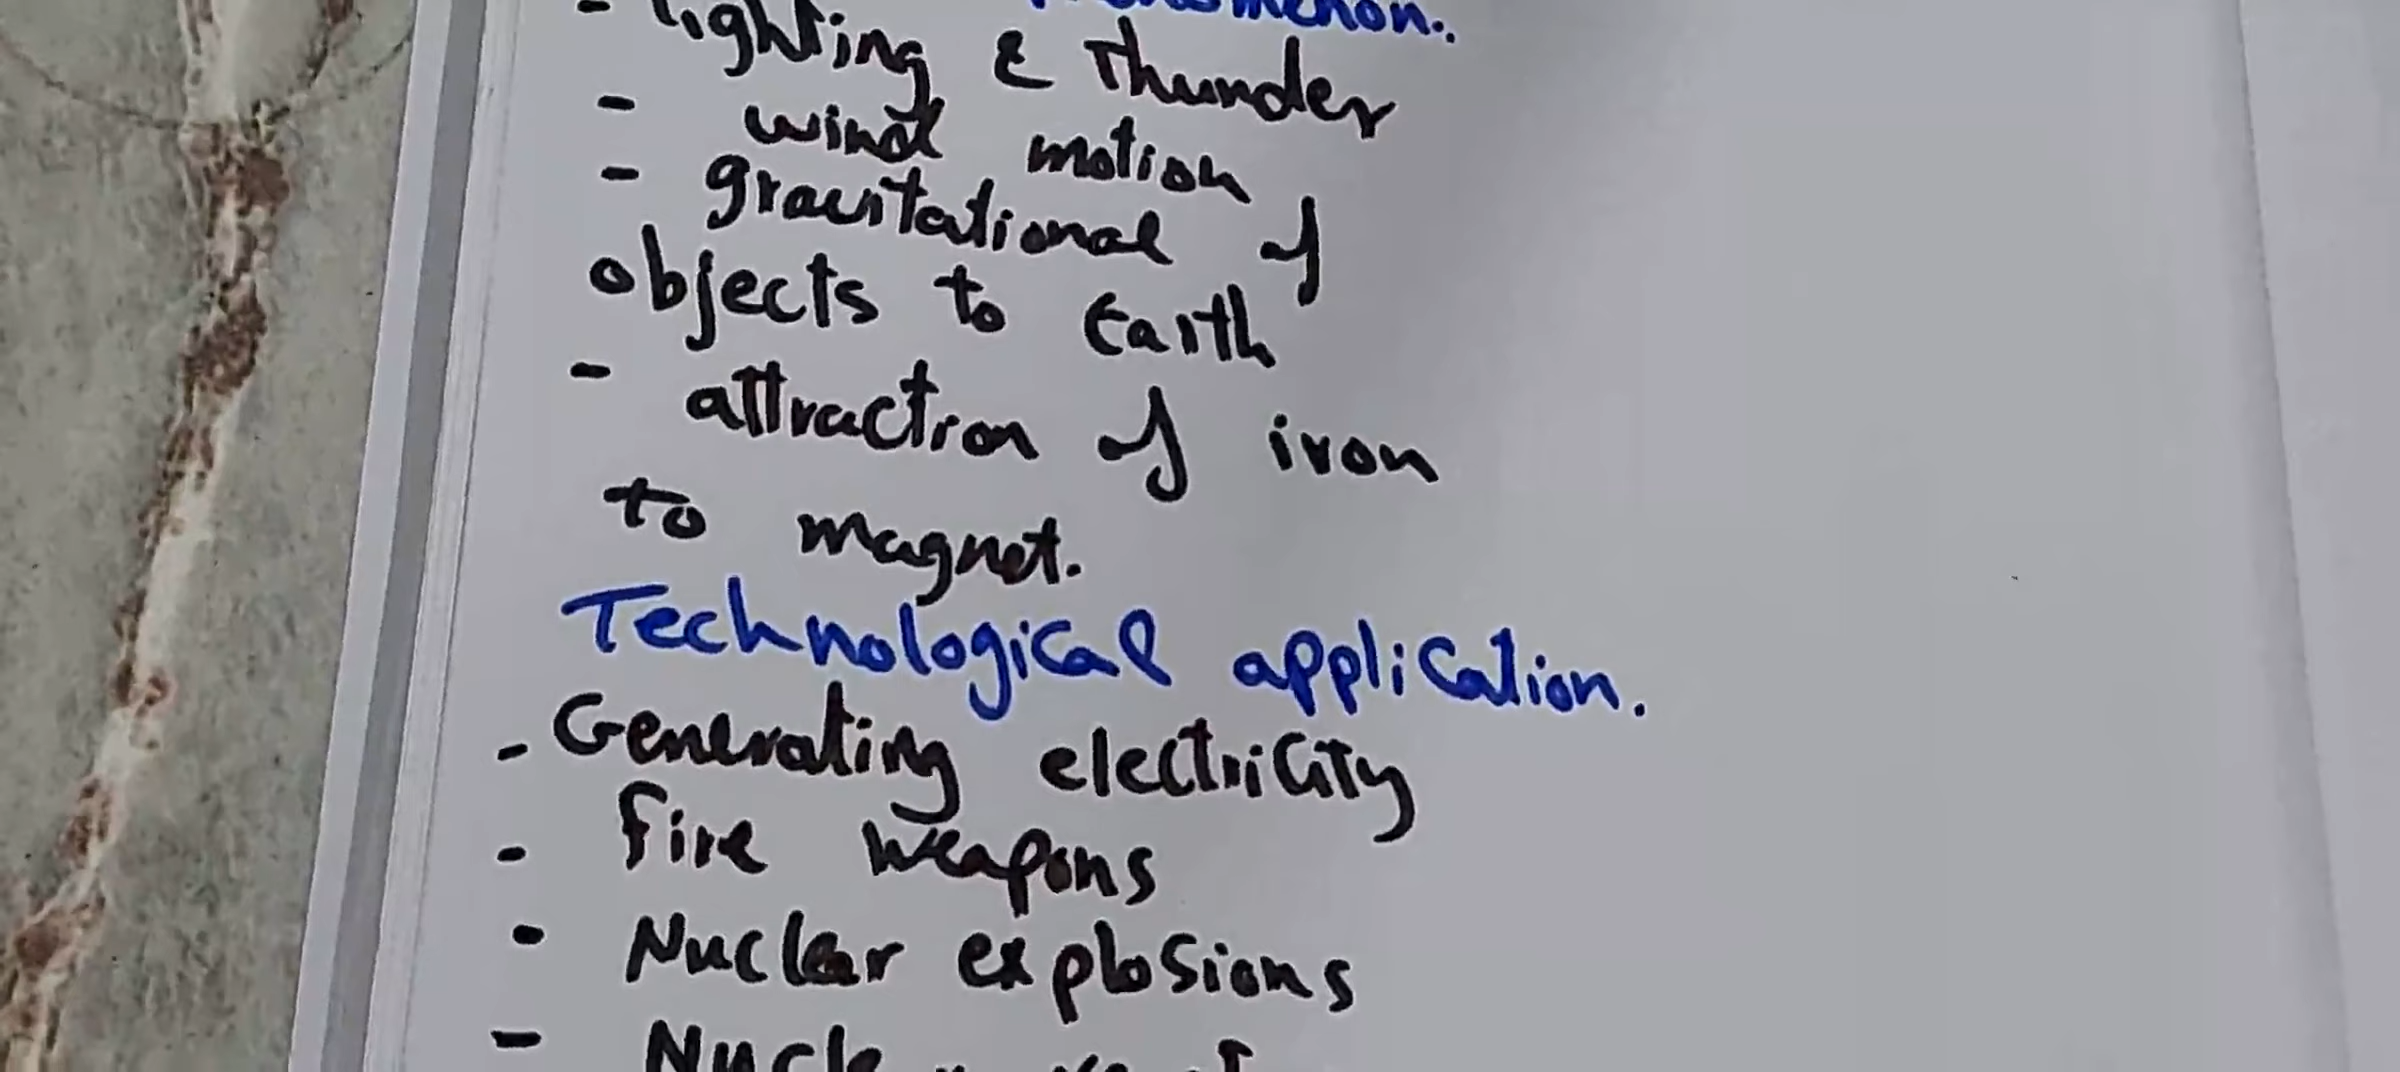 - lighting & Thunder
- wind motion
- gravitational of
objects to Earth
- attraction of iron
to magnet.
Technological application.
- Generating electricity
- fire weapons
- Nuclear explosions
-